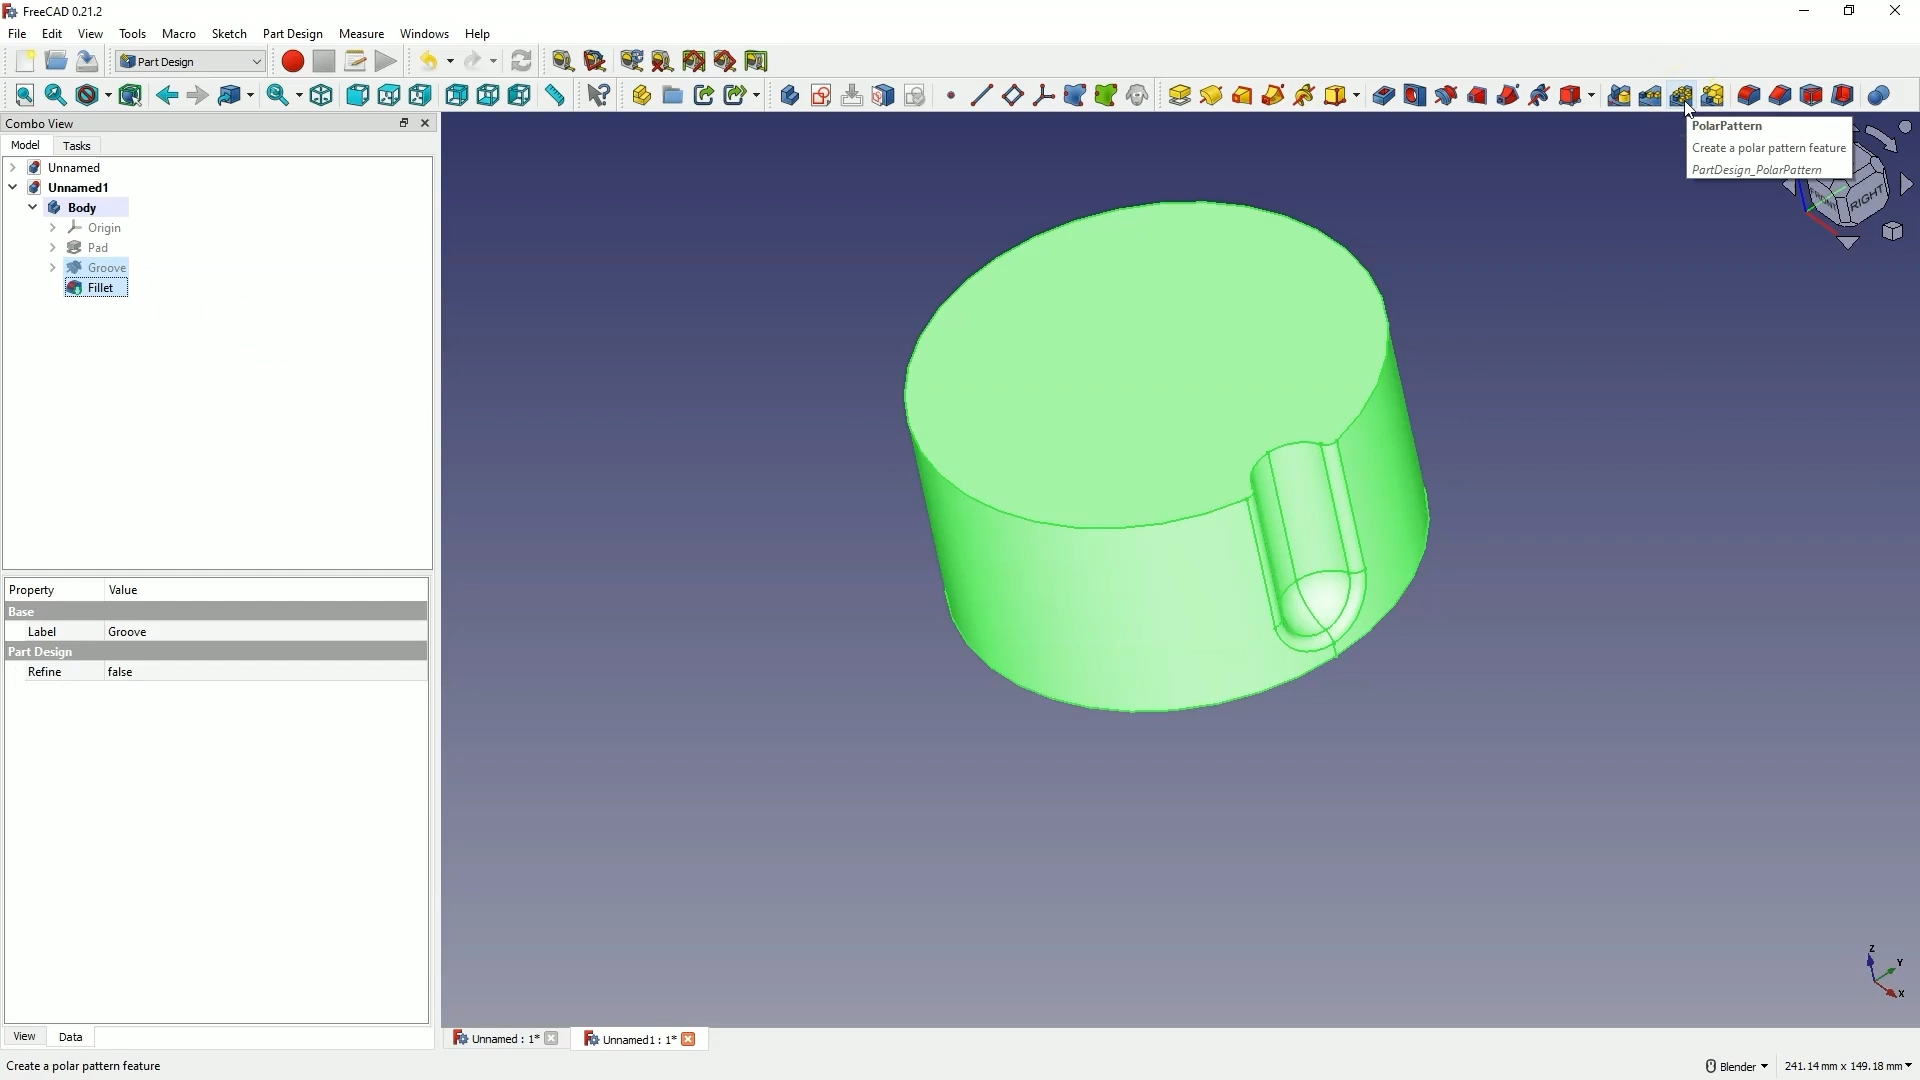 FreeCAD 0.21.2
File Edit View Tools Macro Sketch Part Design Measure Windows Help
Part Design
Combo View
Model Tasks
PolarPattern
Create a polar pattern feature
PartDesign_PolarPattern
Unnamed
Unnamed1
Body
Origin
Pad
Groove
Fillet
RIGHT
Property Value
Base
Label Groove
Part Design
Refine false
Z
Y
X
View Data
Unnamed : 1*
Unnamed1 : 1*
Create a polar pattern feature
Blender
241.14 mm x 149.18 mm